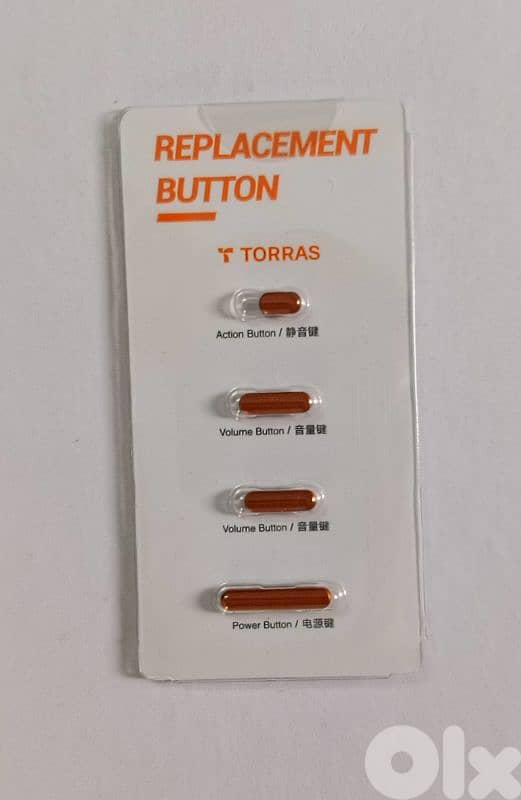 REPLACEMENT
BUTTON
TORRAS
Action Button / 静音键
Volume Button / 音量键
Volume Button / 音量键
Power Button / 电源键
Olx